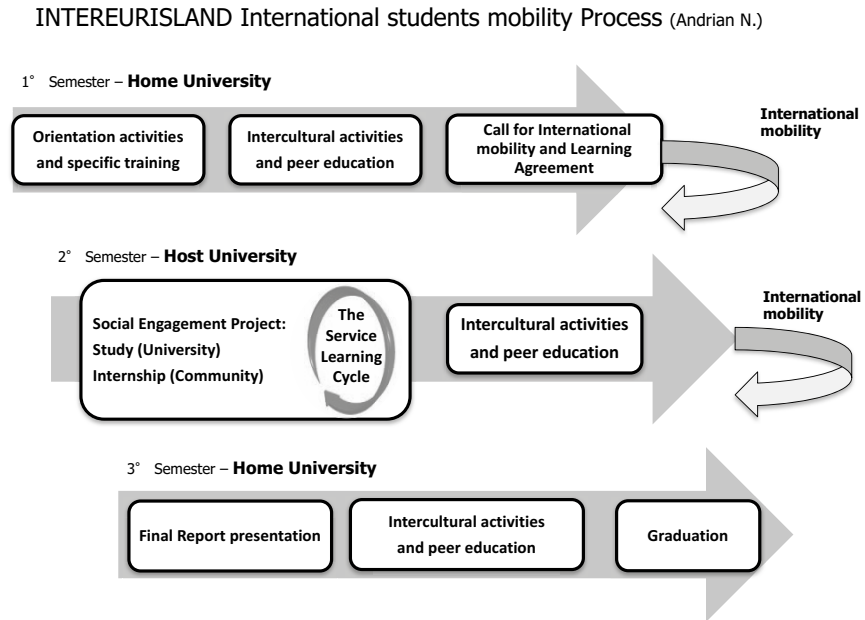 INTEREURISLAND International students mobility Process (Andrian N.)
1° Semester – Home University
Orientation activities
and specific training
Intercultural activities
and peer education
Call for International
mobility and Learning
Agreement
International
mobility
2° Semester – Host University
Social Engagement Project:
Study (University)
Internship (Community)
The
Service
Learning
Cycle
Intercultural activities
and peer education
International
mobility
3° Semester – Home University
Final Report presentation
Intercultural activities
and peer education
Graduation